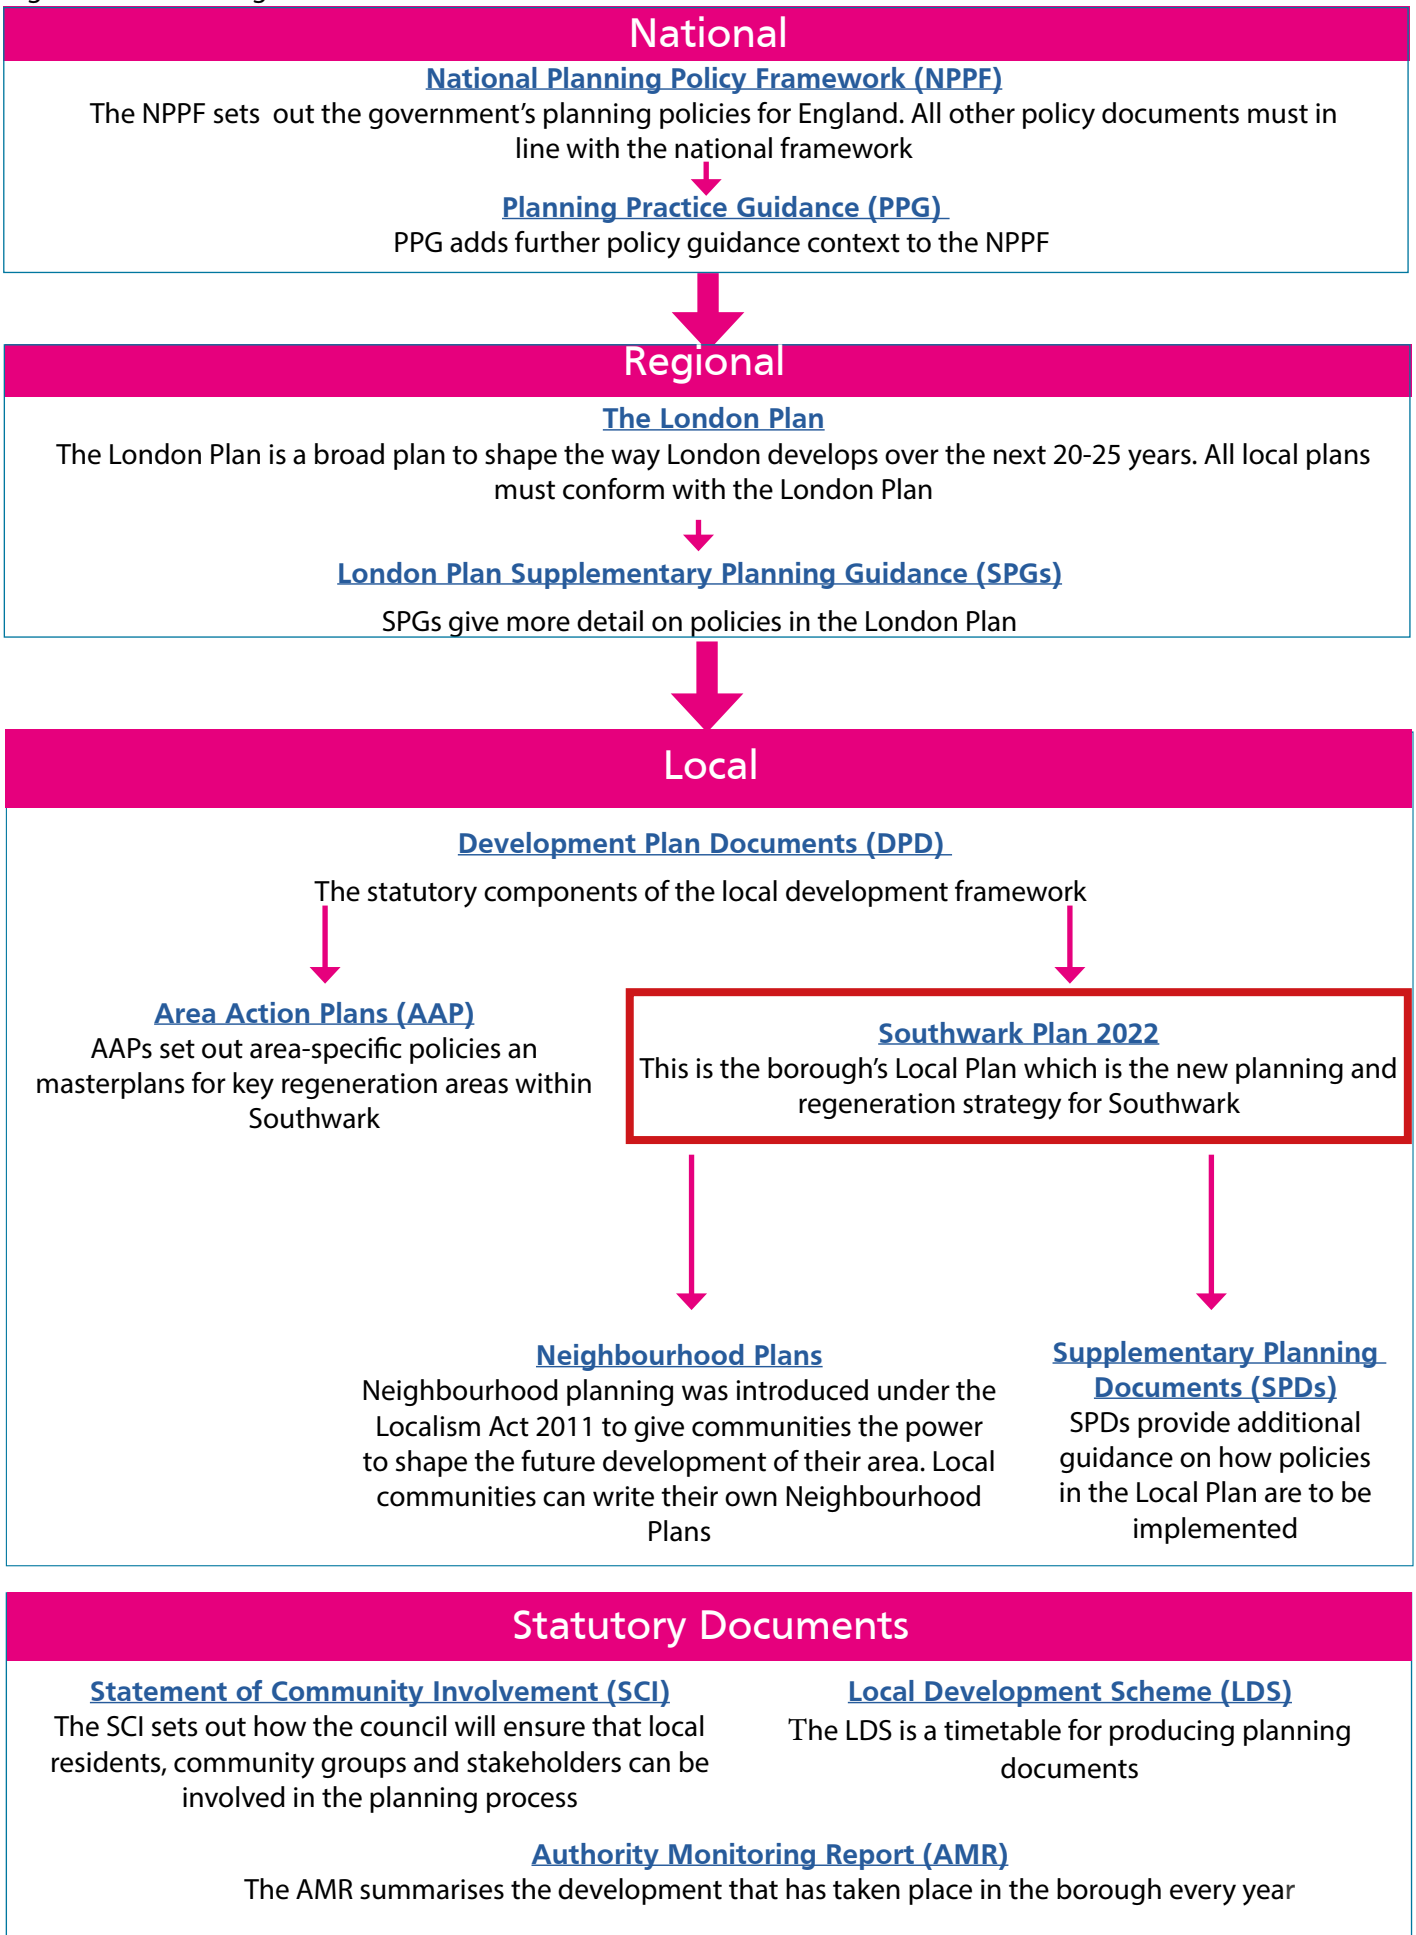 National
National Planning Policy Framework (NPPF)
The NPPF sets  out the government's planning policies for England. All other policy documents must in
line with the national framework
Planning Practice Guidance (PPG)
PPG adds further policy guidance context to the NPPF
Regional
The London Plan
The London Plan is a broad plan to shape the way London develops over the next 20-25 years. All local plans
must conform with the London Plan
London Plan Supplementary Planning Guidance (SPGs)
SPGs give more detail on policies in the London Plan
Local
Development Plan Documents (DPD)
The statutory components of the local development framework
Area Action Plans (AAP)
AAPs set out area-specific policies an
masterplans for key regeneration areas within
Southwark
Southwark Plan 2022
This is the borough's Local Plan which is the new planning and
regeneration strategy for Southwark
Neighbourhood Plans
Neighbourhood planning was introduced under the
Localism Act 2011 to give communities the power
to shape the future development of their area. Local
communities can write their own Neighbourhood
Plans
Supplementary Planning
Documents (SPDs)
SPDs provide additional
guidance on how policies
in the Local Plan are to be
implemented
Statutory Documents
Statement of Community Involvement (SCI)
The SCI sets out how the council will ensure that local
residents, community groups and stakeholders can be
involved in the planning process
Local Development Scheme (LDS)
The LDS is a timetable for producing planning
documents
Authority Monitoring Report (AMR)
The AMR summarises the development that has taken place in the borough every year